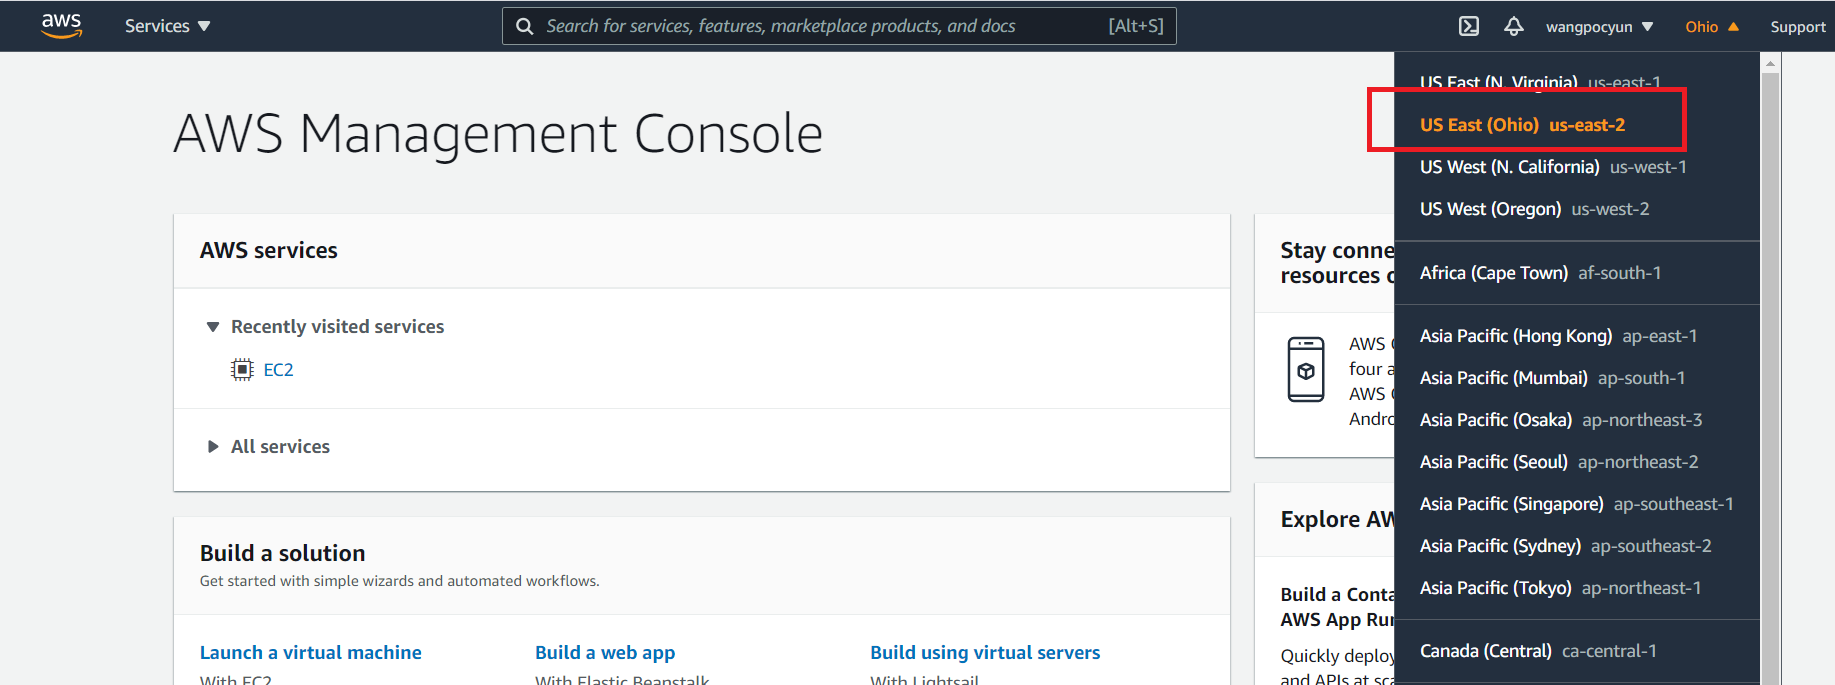 aws Services Search for services, features, marketplace products, and docs [Alt+S] wangpocyun Ohio Support
AWS Management Console
AWS services
Recently visited services
EC2
All services
Build a solution
Get started with simple wizards and automated workflows.
Launch a virtual machine
With EC2
Build a web app
With Elastic Beanstalk
Build using virtual servers
With Lightsail
Stay conne
resources
AWS
four a
AWS
Andro
Explore AW
Build a Conta
AWS App Ru
Quickly deploy
and APIs at sca
US East (N. Virginia) us-east-1
US East (Ohio) us-east-2
US West (N. California) us-west-1
US West (Oregon) us-west-2
Africa (Cape Town) af-south-1
Asia Pacific (Hong Kong) ap-east-1
Asia Pacific (Mumbai) ap-south-1
Asia Pacific (Osaka) ap-northeast-3
Asia Pacific (Seoul) ap-northeast-2
Asia Pacific (Singapore) ap-southeast-1
Asia Pacific (Sydney) ap-southeast-2
Asia Pacific (Tokyo) ap-northeast-1
Canada (Central) ca-central-1